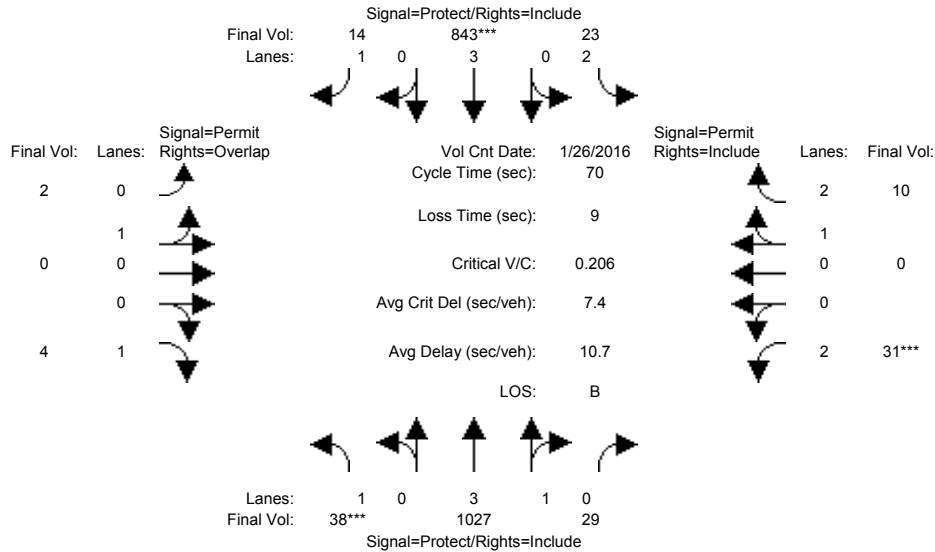 Signal=Protect/Rights=Include
Final Vol: 14 843*** 23
Lanes: 1 0 3 0 2
Signal=Permit Signal=Permit
Final Vol: Lanes: Rights=Overlap Vol Cnt Date: 1/26/2016 Rights=Include Lanes: Final Vol:
Cycle Time (sec): 70
2 0 2 10
Loss Time (sec): 9
1 1
0 0 Critical V/C: 0.206 0 0
0 Avg Crit Del (sec/veh): 7.4 0
4 1 Avg Delay (sec/veh): 10.7 2 31***
LOS: B
Lanes: 1 0 3 1 0
Final Vol: 38*** 1027 29
Signal=Protect/Rights=Include